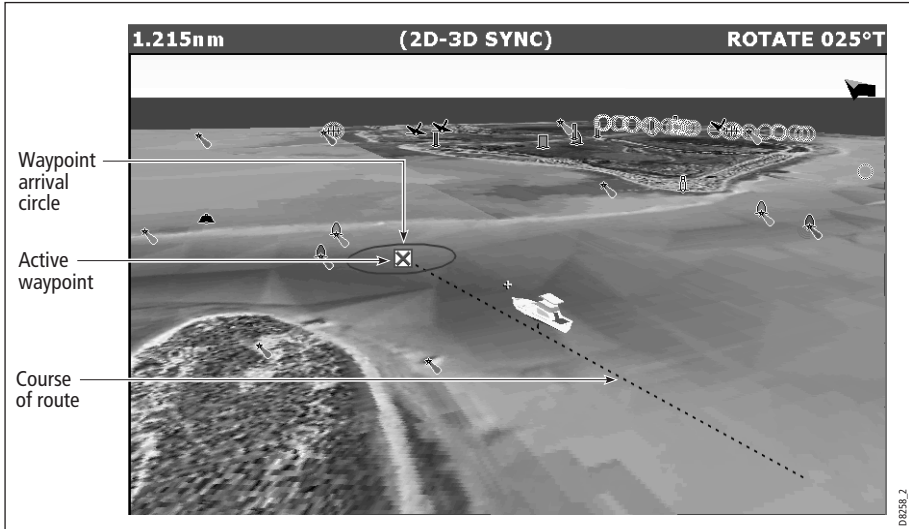 1.215nm (2D-3D SYNC) ROTATE 025°T
Waypoint
arrival
circle
Active
waypoint
Course
of route
D8258_2